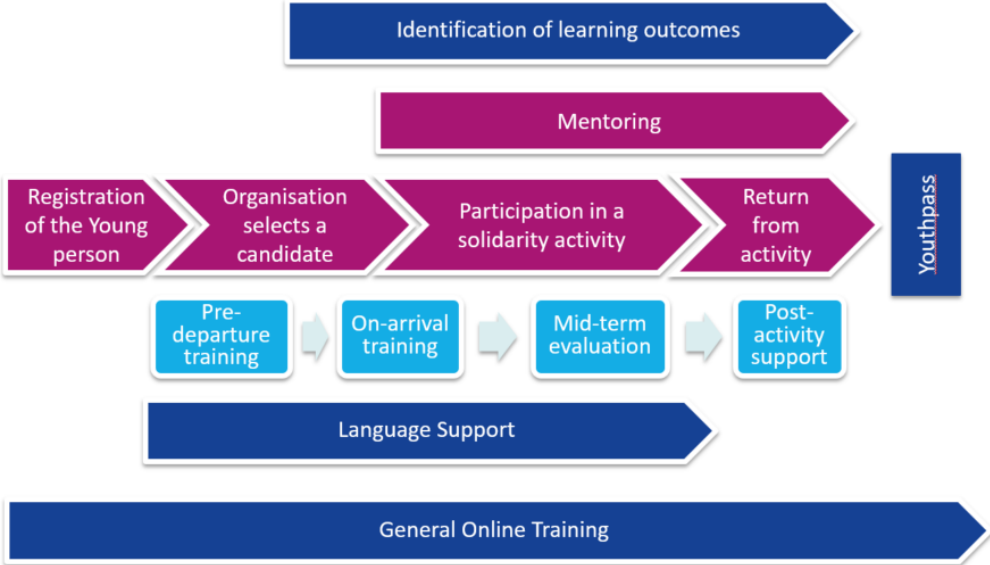 Identification of learning outcomes
Mentoring
Registration
of the Young
person
Organisation
selects a
candidate
Participation in a
solidarity activity
Return
from
activity
Youthpass
Pre-
departure
training
On-arrival
training
Mid-term
evaluation
Post-
activity
support
Language Support
General Online Training